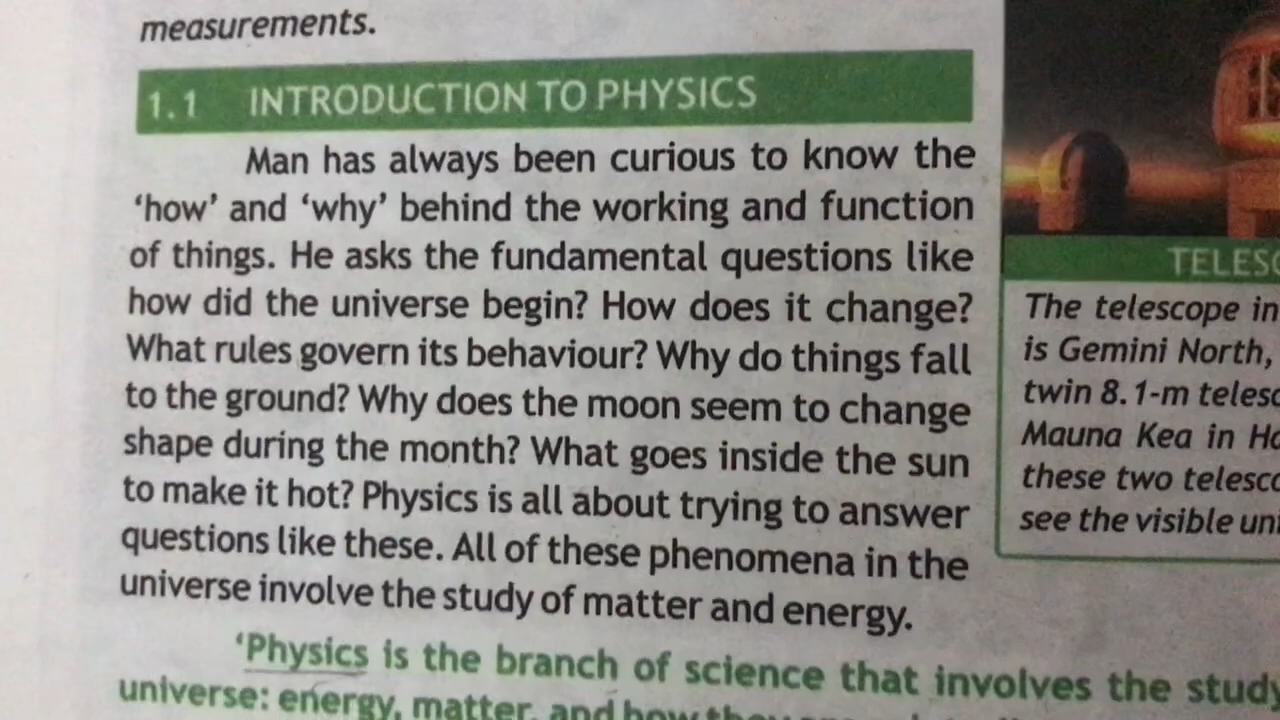 measurements.
1.1 INTRODUCTION TO PHYSICS
Man has always been curious to know the
‘how’ and ‘why’ behind the working and function
of things. He asks the fundamental questions like
how did the universe begin? How does it change?
What rules govern its behaviour? Why do things fall
to the ground? Why does the moon seem to change
shape during the month? What goes inside the sun
to make it hot? Physics is all about trying to answer
questions like these. All of these phenomena in the
universe involve the study of matter and energy.
‘Physics is the branch of science that involves the study
universe: energy, matter, and how they
The telescope in
is Gemini North,
twin 8.1-m
Mauna Kea in
these two
see the visible